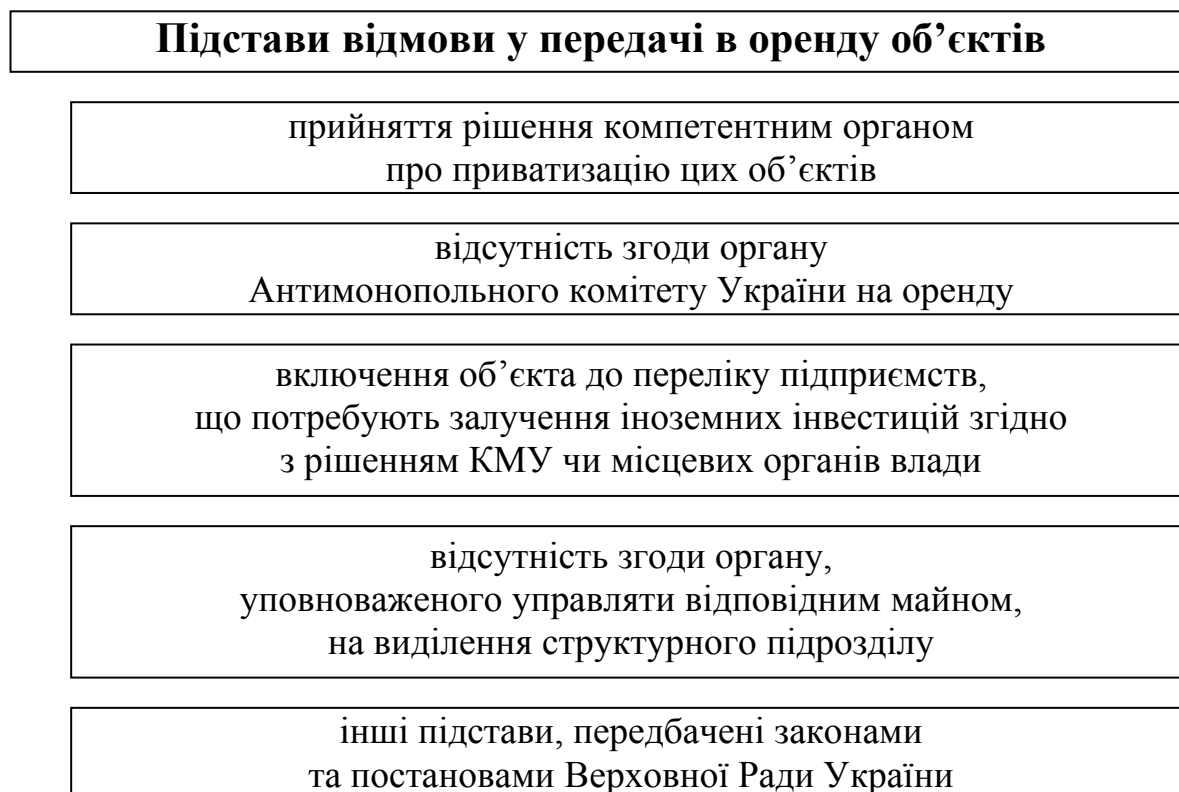 Підстави відмови у передачі в оренду об’єктів
прийняття рішення компетентним органом
про приватизацію цих об’єктів
відсутність згоди органу
Антимонопольного комітету України на оренду
включення об’єкта до переліку підприємств,
що потребують залучення іноземних інвестицій згідно
з рішенням КМУ чи місцевих органів влади
відсутність згоди органу,
уповноваженого управляти відповідним майном,
на виділення структурного підрозділу
інші підстави, передбачені законами
та постановами Верховної Ради України